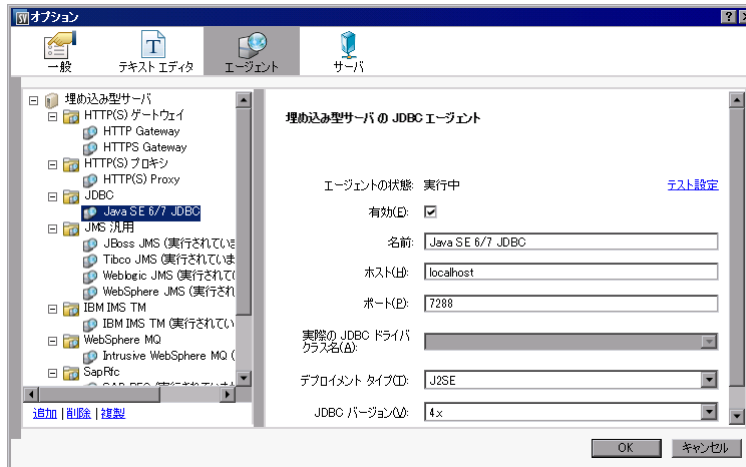 SV オプション
一般
テキスト エディタ
エージェント
サーバ
埋め込み型サーバ
HTTP(S) ゲートウェイ
HTTP Gateway
HTTPS Gateway
HTTP(S) プロキシ
HTTP(S) Proxy
JDBC
Java SE 6/7 JDBC
JMS 汎用
JBoss JMS (実行されていま
Tibco JMS (実行されていま
Weblogic JMS (実行されて(
WebSphere JMS (実行され
IBM IMS TM
IBM IMS TM (実行されてい
WebSphere MQ
Intrusive WebSphere MQ (
SapRfc
追加 | 削除 | 複製
埋め込み型サーバ の JDBC エージェント
エージェントの状態: 実行中
テスト設定
有効(E):
名前: Java SE 6/7 JDBC
ホスト(H): localhost
ポート(P): 7288
実際の JDBC ドライバ
クラス名(A):
デプロイメント タイプ(T): J2SE
JDBC バージョン(V): 4.x
OK
キャンセル